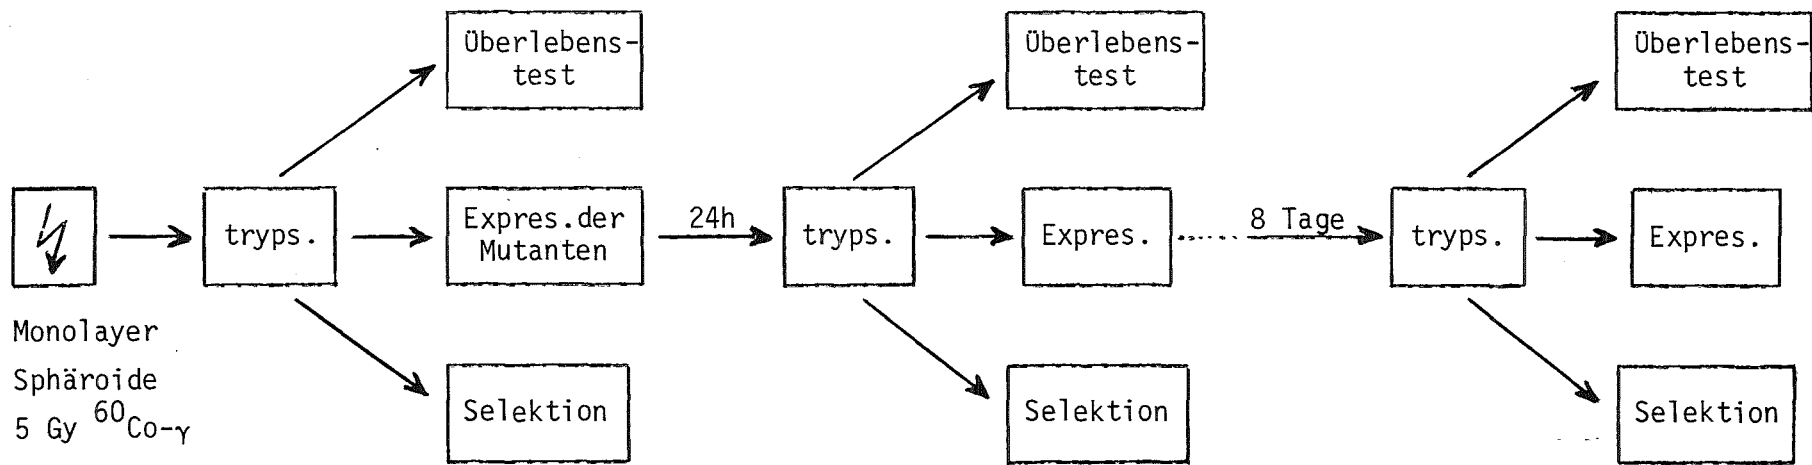 Überlebens-
test
Überlebens-
test
Überlebens-
test
tryps.
Expres.der
Mutanten
24h
tryps.
Expres.
8 Tage
tryps.
Expres.
Monolayer
Sphäroide
5 Gy ⁶⁰Co-γ
Selektion
Selektion
Selektion